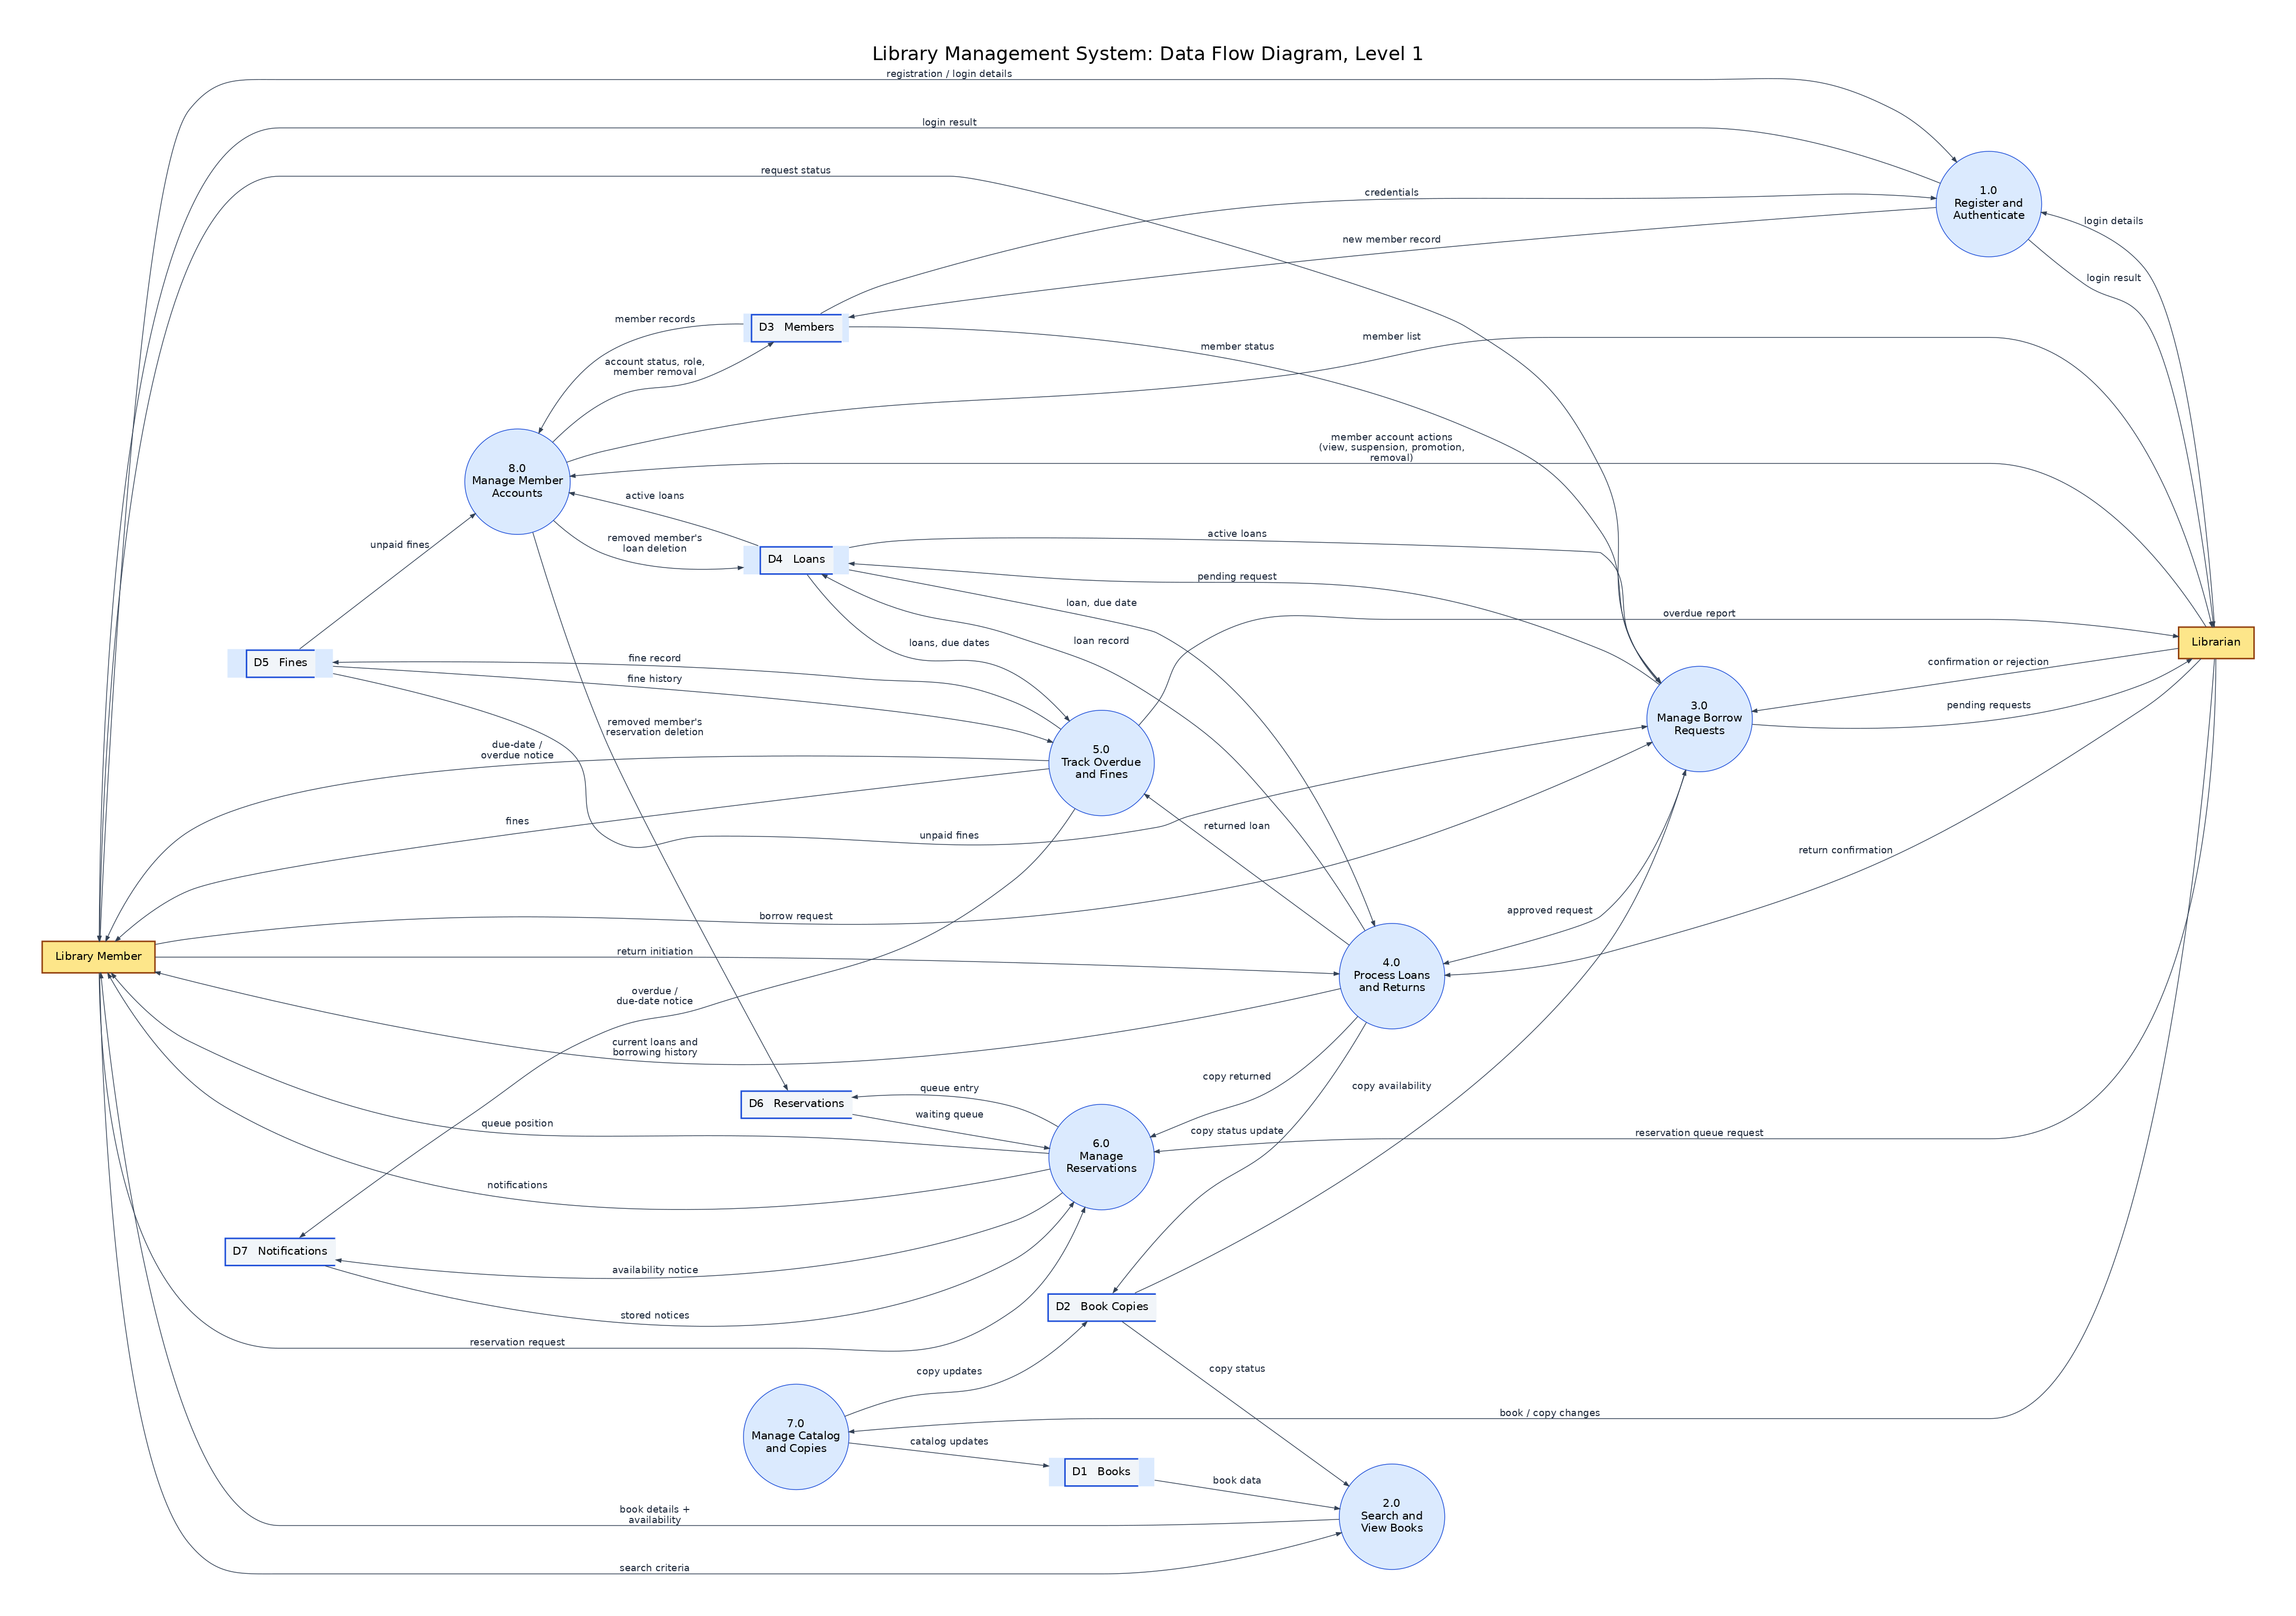 Library Management System: Data Flow Diagram, Level 1
registration / login details
login result
request status
credentials
1.0
Register and
Authenticate
login details
new member record
login result
member records
D3 Members
member status
member list
account status, role,
member removal
member account actions
(view, suspension, promotion,
removal)
8.0
Manage Member
Accounts
active loans
unpaid fines
removed member's
loan deletion
D4 Loans
active loans
pending request
loan, due date
overdue report
loan record
loans, due dates
Librarian
D5 Fines
fine record
fine history
confirmation or rejection
pending requests
3.0
Manage Borrow
Requests
removed member's
reservation deletion
due-date /
overdue notice
5.0
Track Overdue
and Fines
fines
unpaid fines
returned loan
return confirmation
borrow request
approved request
Library Member
return initiation
4.0
Process Loans
and Returns
overdue /
due-date notice
current loans and
borrowing history
copy returned
copy availability
D6 Reservations
queue entry
waiting queue
queue position
copy status update
reservation queue request
6.0
Manage
Reservations
notifications
D7 Notifications
availability notice
stored notices
D2 Book Copies
reservation request
copy updates
copy status
7.0
Manage Catalog
and Copies
book / copy changes
catalog updates
D1 Books
book data
2.0
Search and
View Books
book details +
availability
search criteria